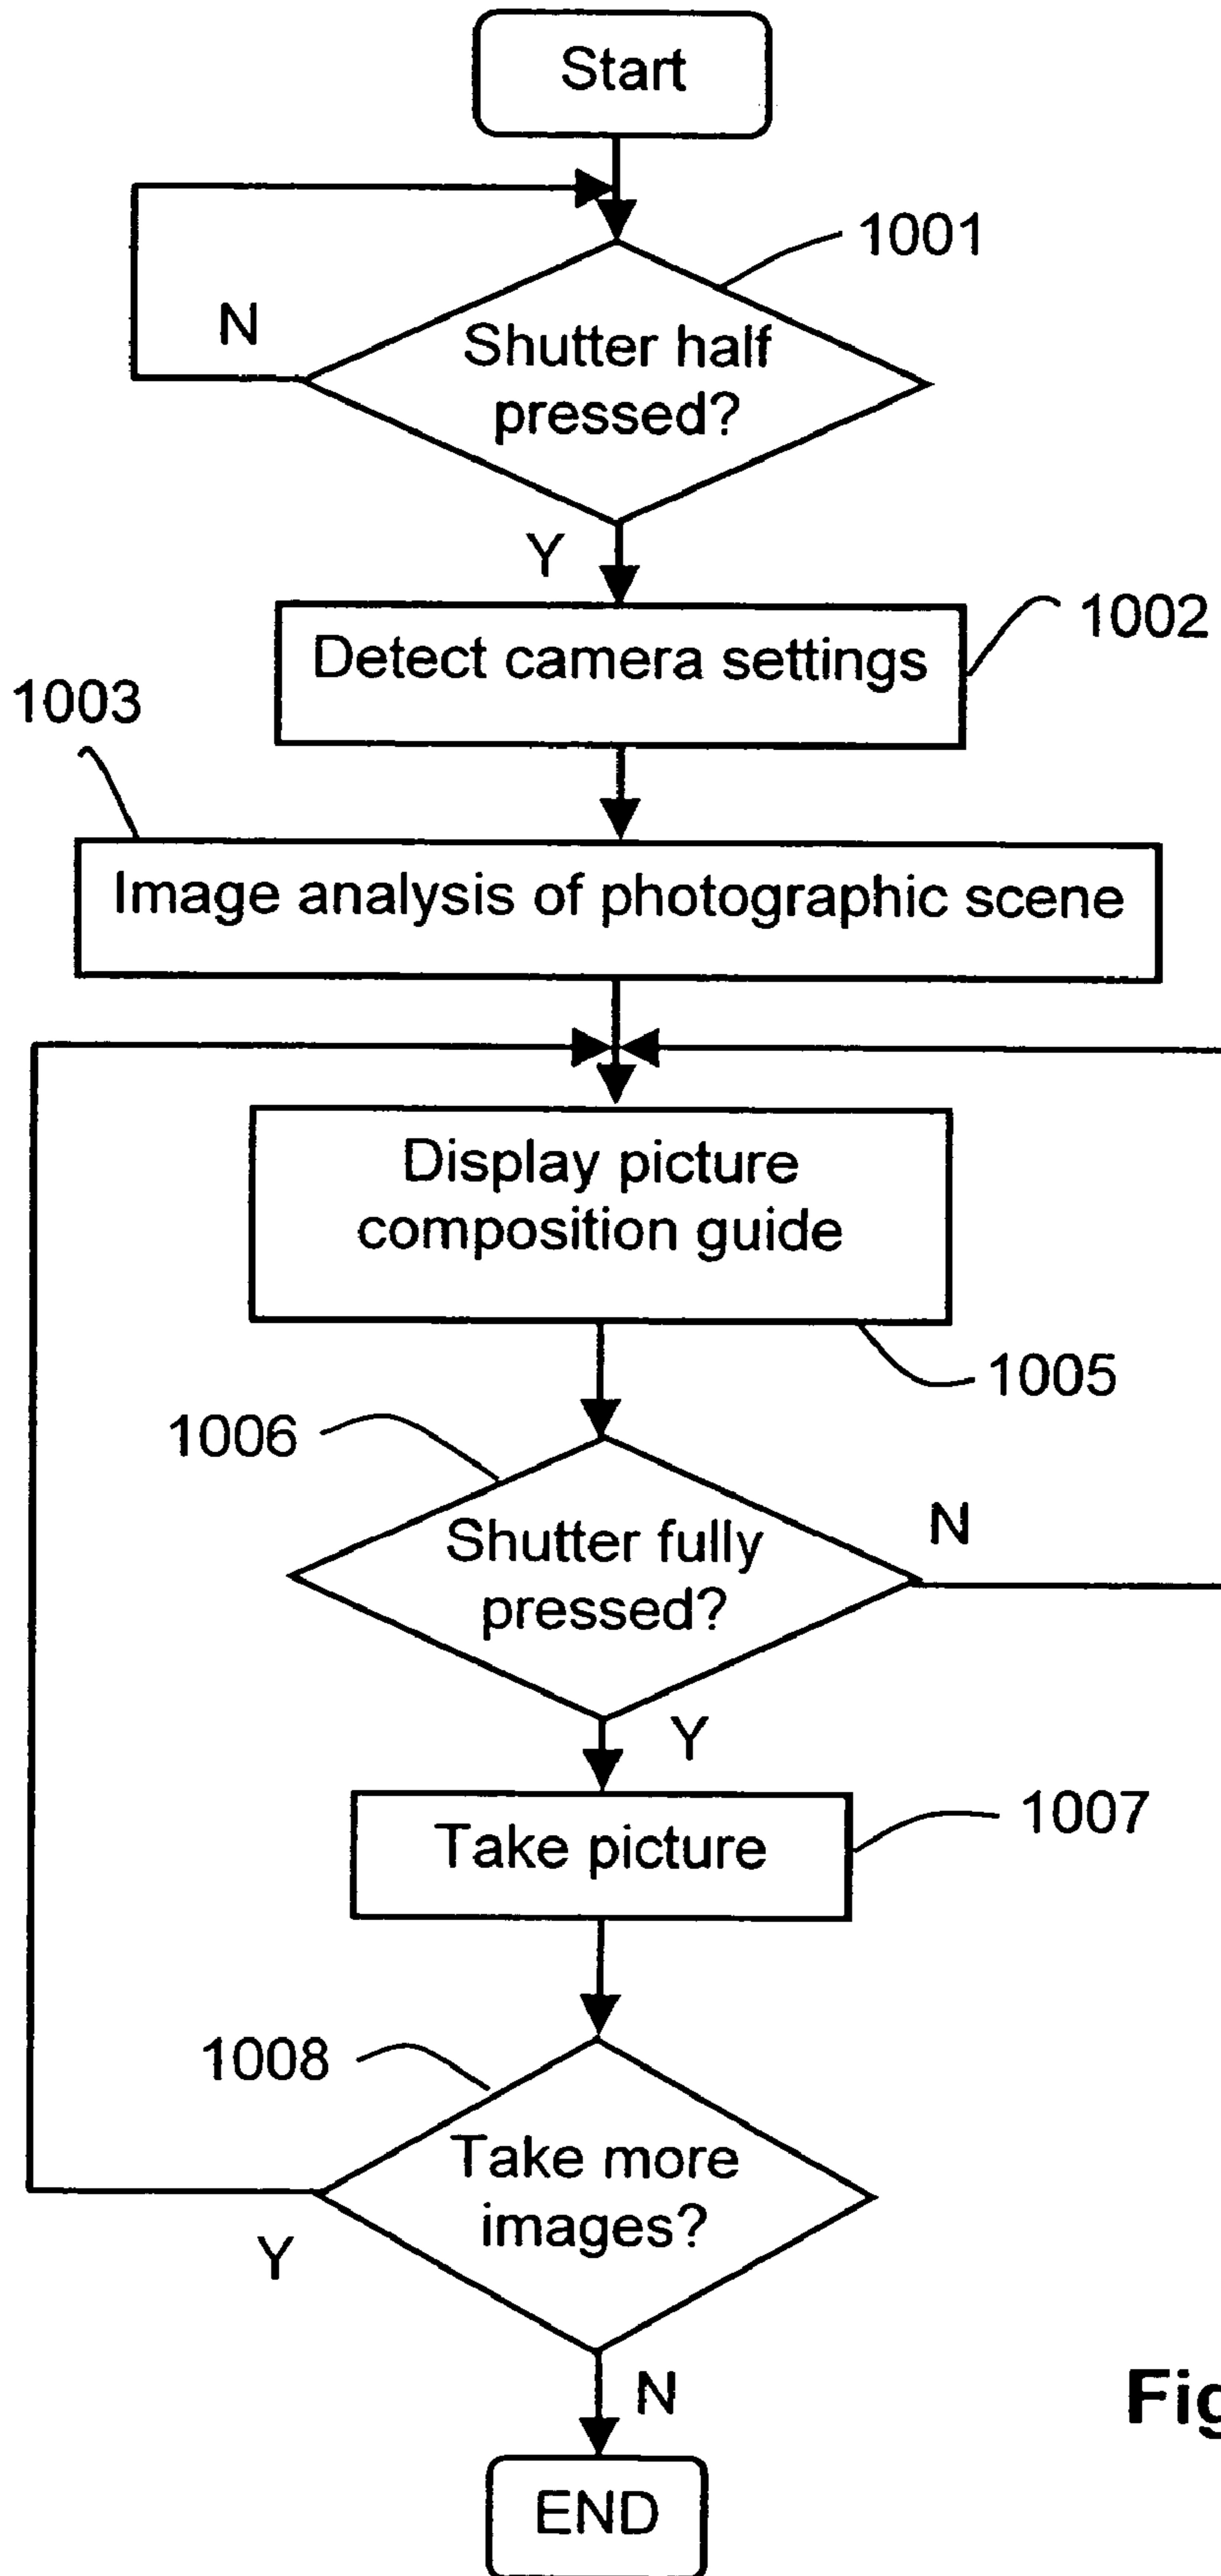 Start
1001
N
Shutter half
pressed?
Y
1002
Detect camera settings
1003
Image analysis of photographic scene
Display picture
composition guide
1005
1006
Shutter fully
pressed?
N
Y
1007
Take picture
1008
Take more
images?
Y
N
Fig
END